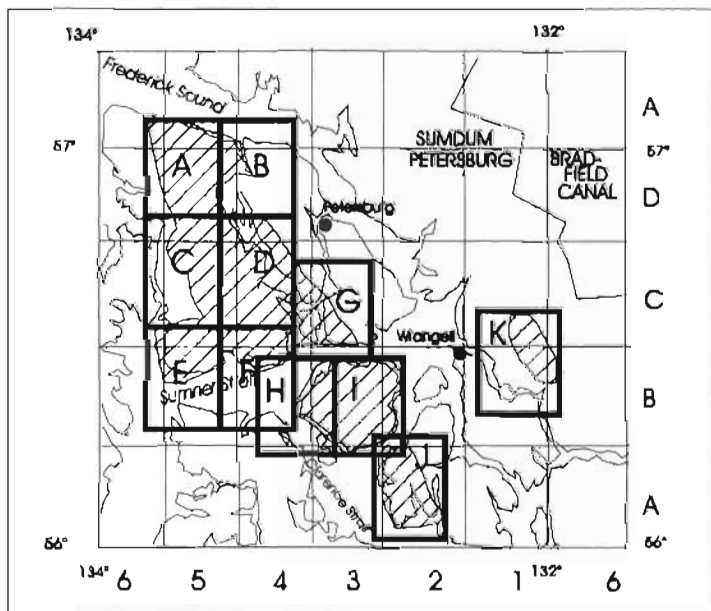 134° 132°
Frederick Sound
A
57° 57°
SUMDUM
PETERSBURG
BRAD-
FIELD
CANAL
A B
D
Petersburg
C D
G
C
Wrangell
K
E F
Sumner Strait
H I
B
J
Clarence Strait
A
56° 56°
134° 6 5 4 3 2 1 132° 6